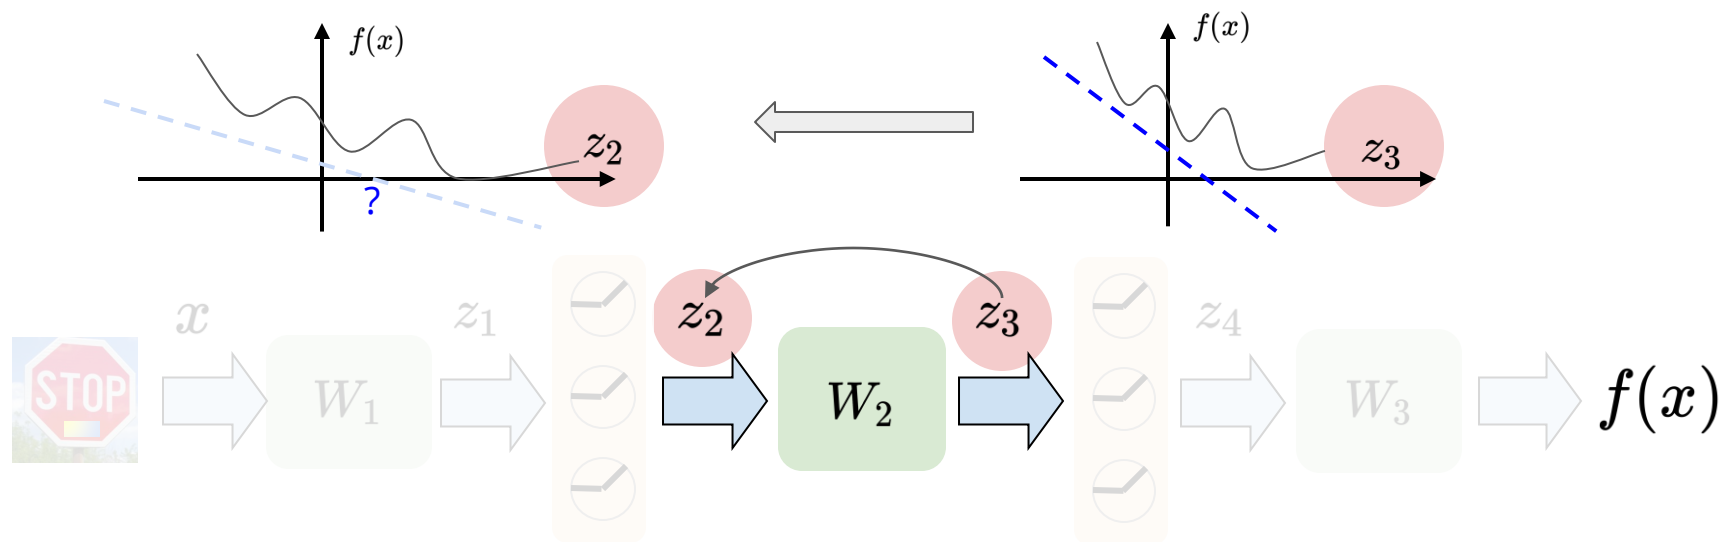 f(x)
f(x)
z₂
z₃
?
x
z₁
z₂
z₃
z₄
STOP
W₁
W₂
W₃
f(x)